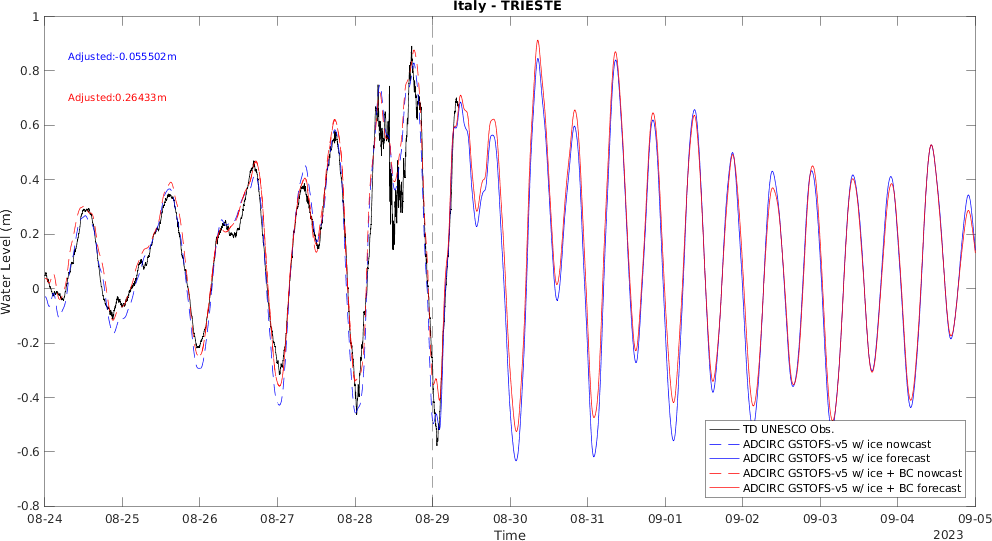 Italy - TRIESTE
Adjusted:-0.055502m
Adjusted:0.26433m
Water Level (m)
1
0.8
0.6
0.4
0.2
0
-0.2
-0.4
-0.6
-0.8
TD UNESCO Obs.
ADCIRC GSTOFS-v5 w/ ice nowcast
ADCIRC GSTOFS-v5 w/ ice forecast
ADCIRC GSTOFS-v5 w/ ice + BC nowcast
ADCIRC GSTOFS-v5 w/ ice + BC forecast
08-24 08-25 08-26 08-27 08-28 08-29 08-30 08-31 09-01 09-02 09-03 09-04 09-05
Time
2023